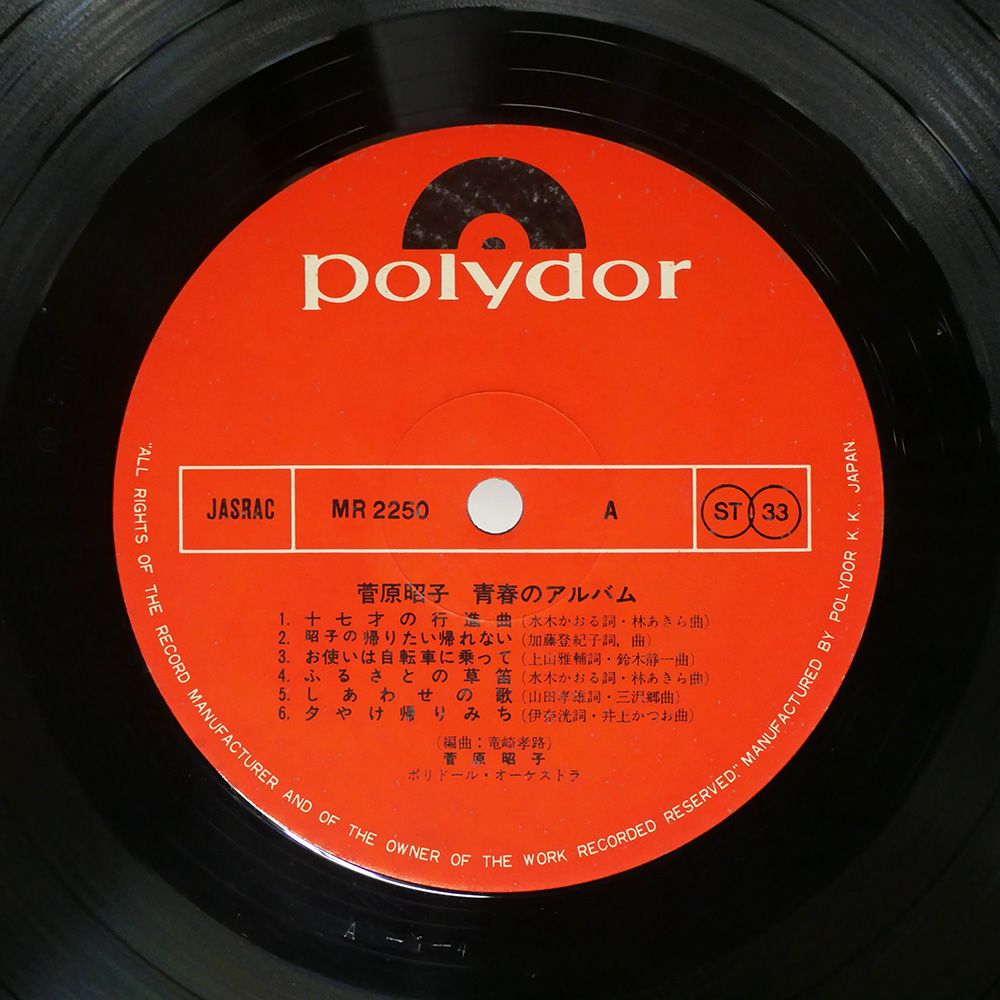 polydor
JASRAC MR 2250 A ST 33
菅原昭子 青春のアルバム
1. 十七才の行進曲(水木かおる詞・林あきら曲)
2. 昭子の帰りたい帰れない(加藤登紀子詞, 曲)
3. お使いは自転車に乗って(上山雅輔詞・鈴木静一曲)
4. ふるさとの草笛(水木かおる詞・林あきら曲)
5. しあわせの歌(山田孝雄詞・三沢郷曲)
6. 夕やけ帰りみち(伊奈洸詞・井上かつお曲)
(編曲:竜崎孝路)
菅原昭子
ポリドール・オーケストラ
"ALL RIGHTS OF THE RECORD MANUFACTURER AND OF THE OWNER OF THE WORK RECORDED RESERVED." MANUFACTURED BY POLYDOR K.K., JAPAN
A-1-4